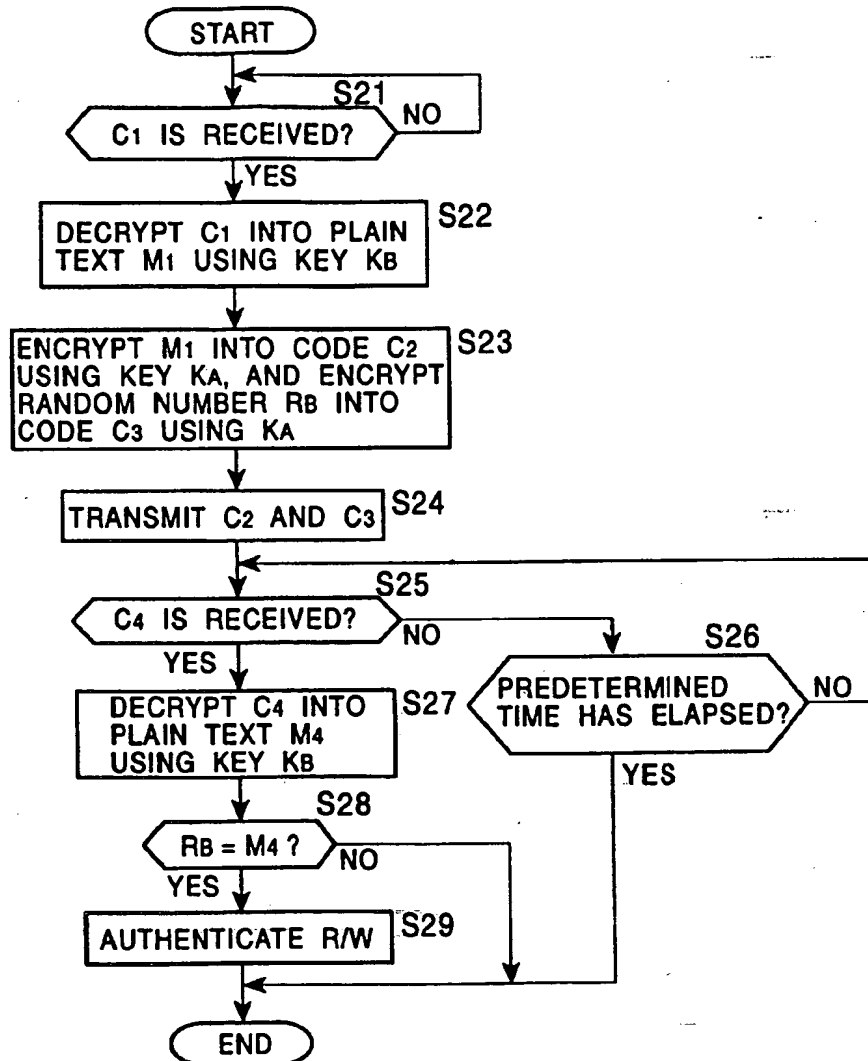 START
S21
C1 IS RECEIVED?
NO
YES
S22
DECRYPT C1 INTO PLAIN
TEXT M1 USING KEY KB
S23
ENCRYPT M1 INTO CODE C2
USING KEY KA, AND ENCRYPT
RANDOM NUMBER RB INTO
CODE C3 USING KA
S24
TRANSMIT C2 AND C3
S25
C4 IS RECEIVED?
NO
YES
S26
PREDETERMINED
TIME HAS ELAPSED?
NO
YES
S27
DECRYPT C4 INTO
PLAIN TEXT M4
USING KEY KB
S28
RB = M4 ?
NO
YES
S29
AUTHENTICATE R/W
END